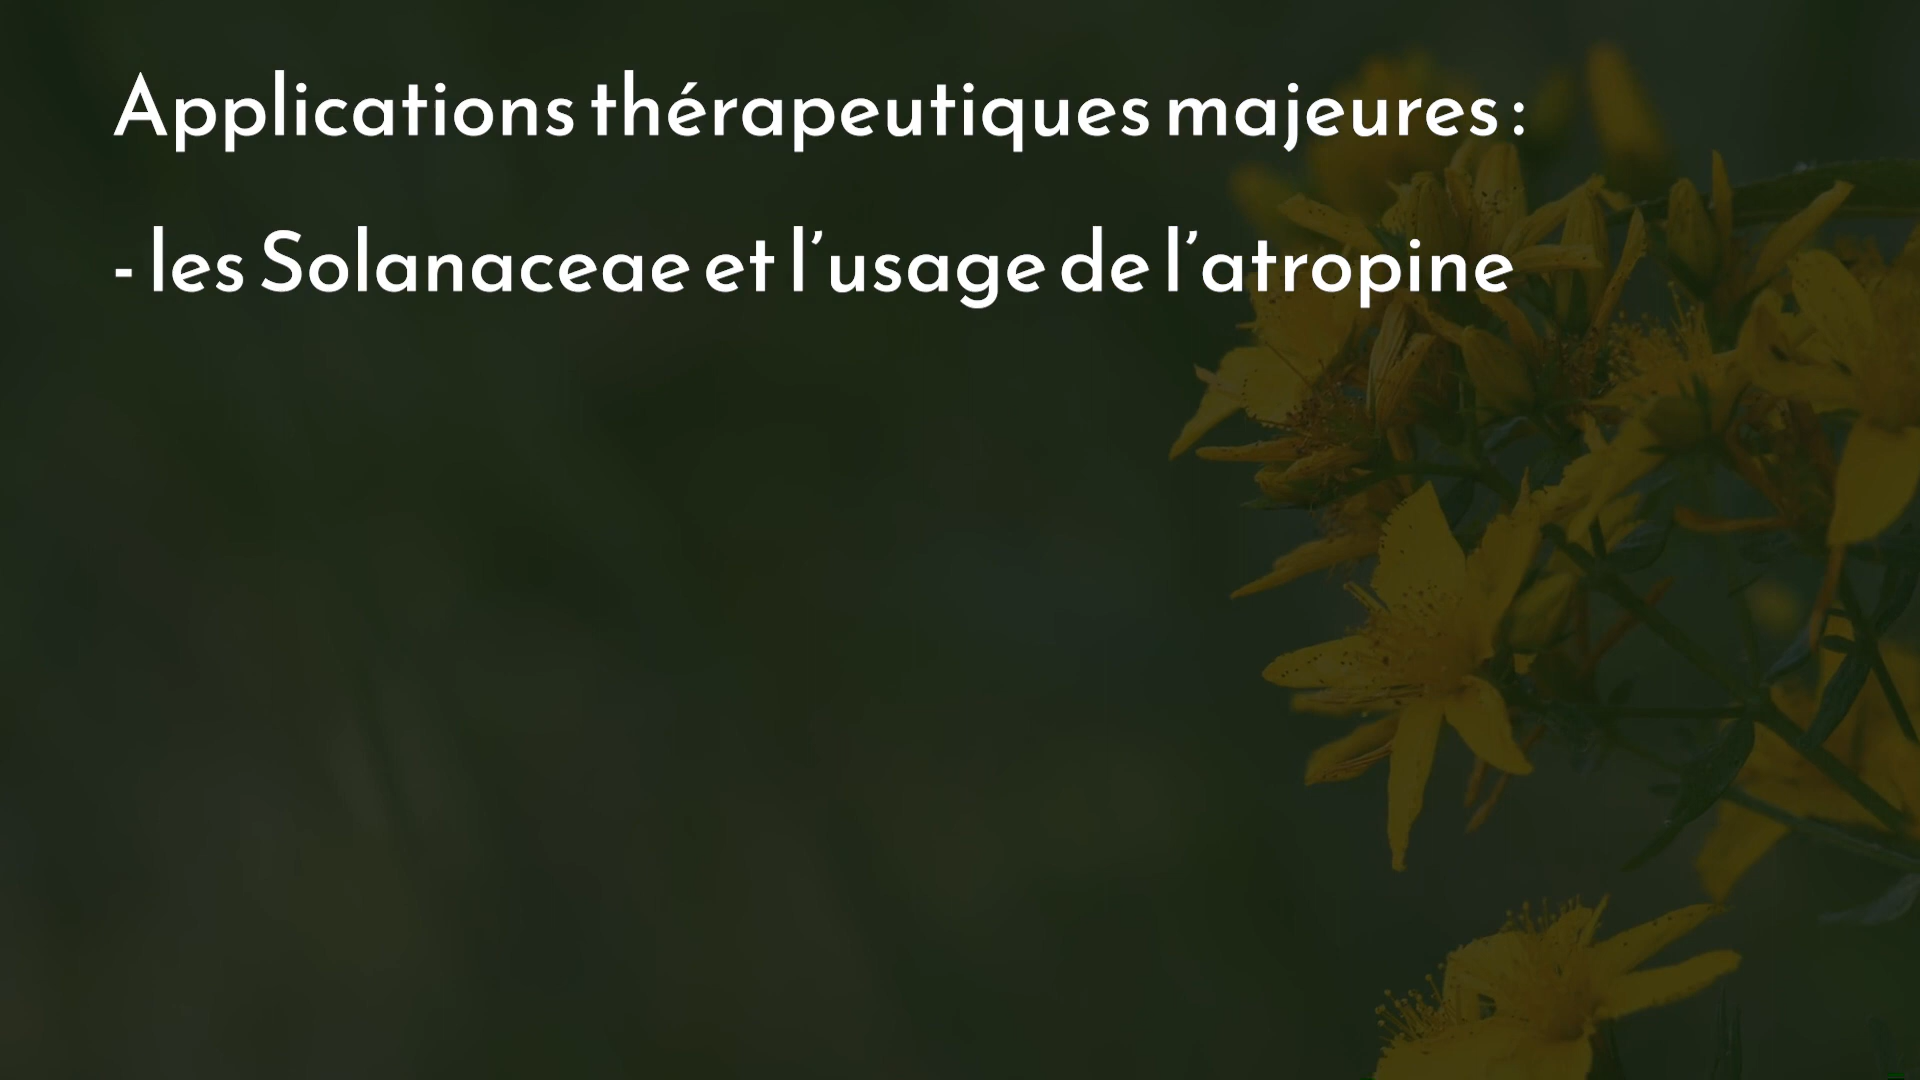 Applications thérapeutiques majeures :
- les Solanaceae et l’usage de l’atropine